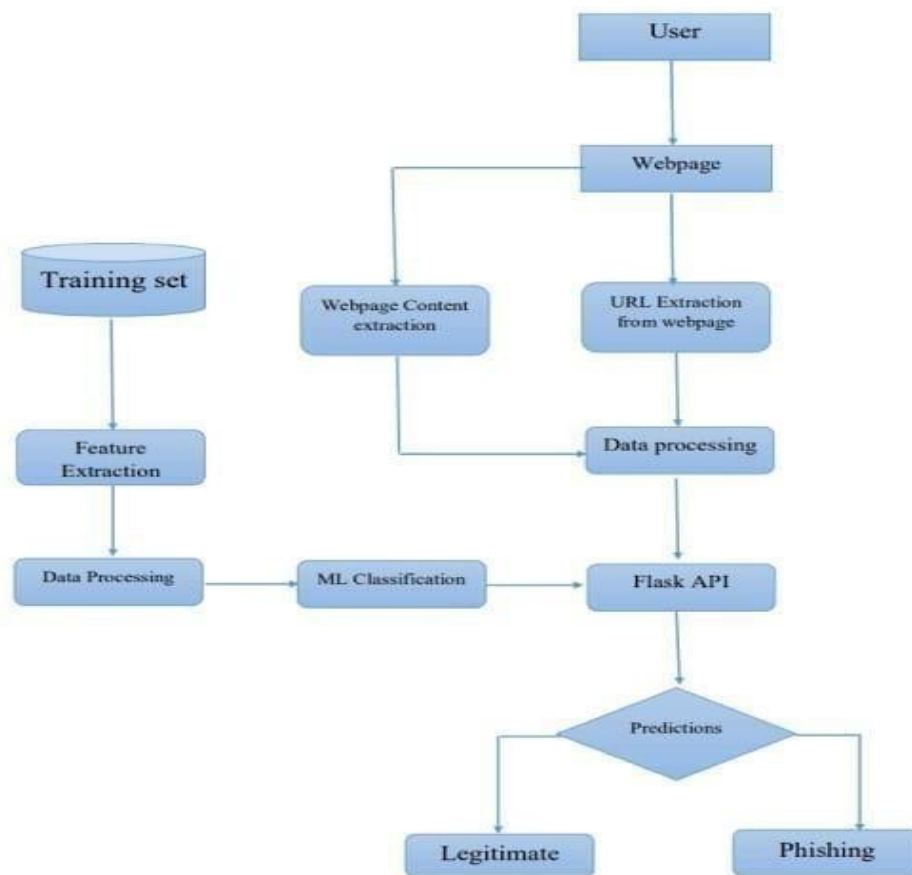 User
Webpage
Training set
Webpage Content
extraction
URL Extraction
from webpage
Feature
Extraction
Data processing
Data Processing
ML Classification
Flask API
Predictions
Legitimate
Phishing